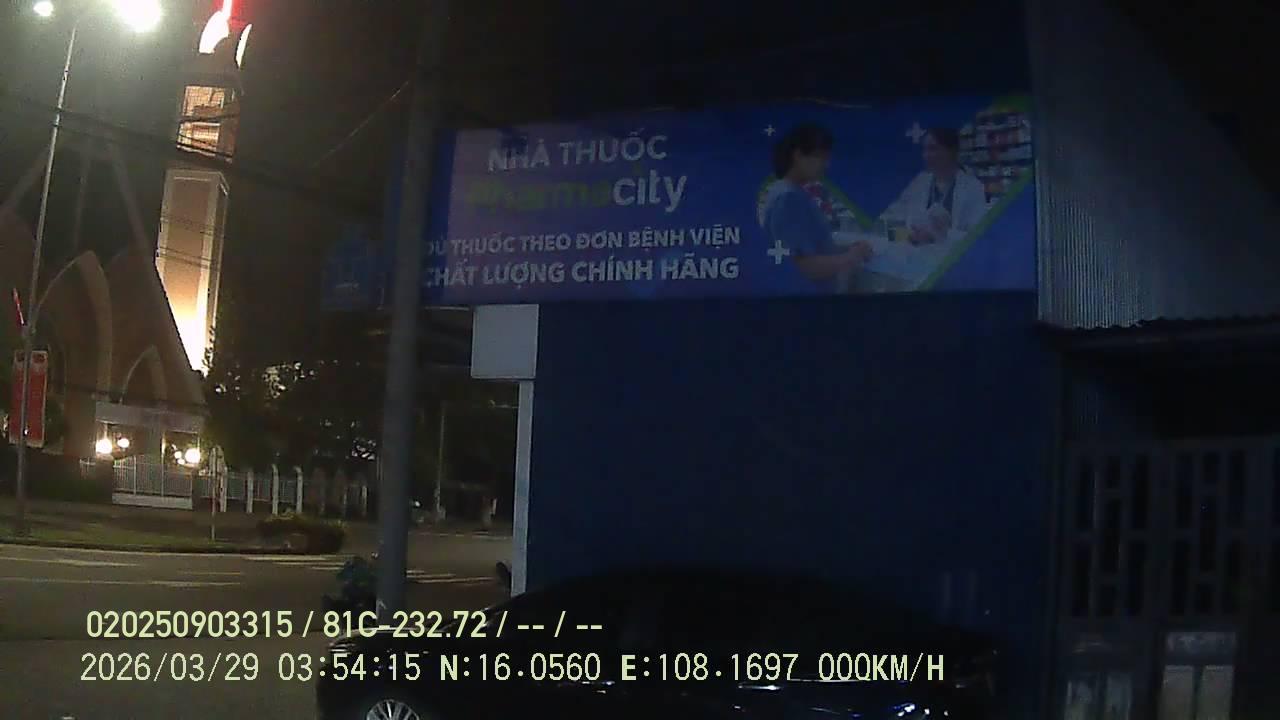 NHÀ THUỐC
Pharmacity
ĐỦ THUỐC THEO ĐƠN BỆNH VIỆN
CHẤT LƯỢNG CHÍNH HÃNG
020250903315 / 81C-232.72 / -- / --
2026/03/29 03:54:15 N:16.0560 E:108.1697 000KM/H